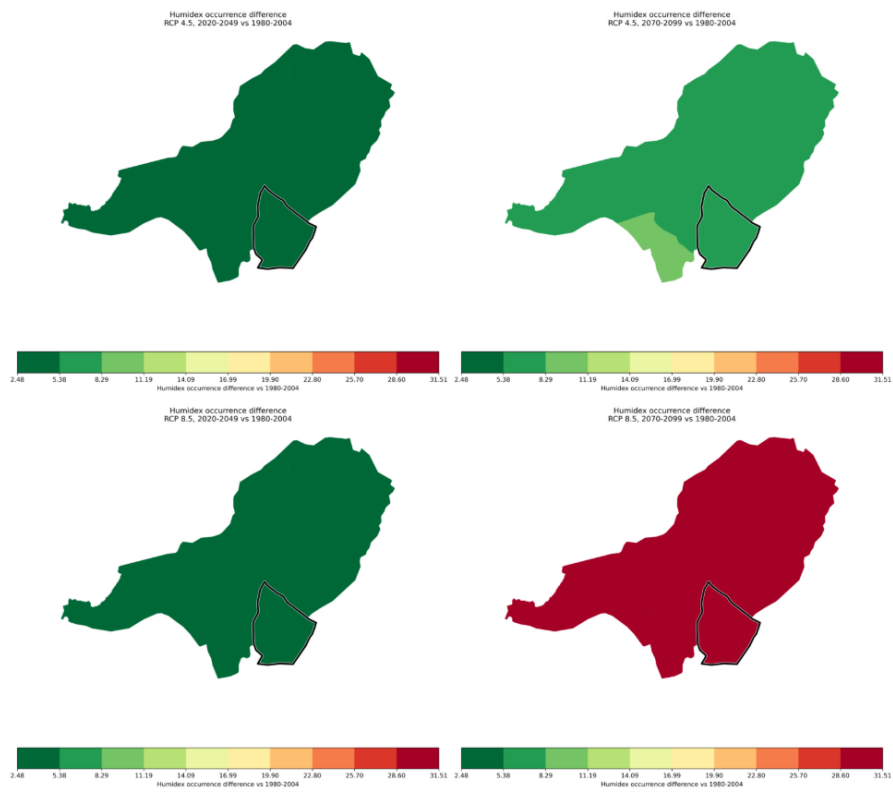 Humidex occurrence difference
RCP 4.5, 2020-2049 vs 1980-2004
2.48 5.38 8.29 11.19 14.09 16.99 19.90 22.80 25.70 28.60 31.51
Humidex occurrence difference vs 1980-2004
Humidex occurrence difference
RCP 4.5, 2070-2099 vs 1980-2004
2.48 5.38 8.29 11.19 14.09 16.99 19.90 22.80 25.70 28.60 31.51
Humidex occurrence difference vs 1980-2004
Humidex occurrence difference
RCP 8.5, 2020-2049 vs 1980-2004
2.48 5.38 8.29 11.19 14.09 16.99 19.90 22.80 25.70 28.60 31.51
Humidex occurrence difference vs 1980-2004
Humidex occurrence difference
RCP 8.5, 2070-2099 vs 1980-2004
2.48 5.38 8.29 11.19 14.09 16.99 19.90 22.80 25.70 28.60 31.51
Humidex occurrence difference vs 1980-2004